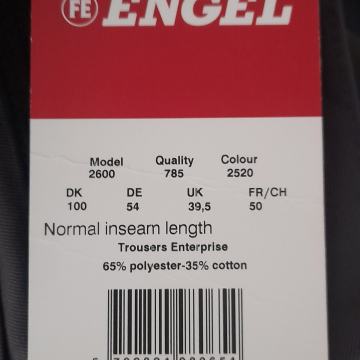 FE ENGEL
Model Quality Colour
2600 785 2520
DK DE UK FR/CH
100 54 39,5 50
Normal inseam length
Trousers Enterprise
65% polyester-35% cotton